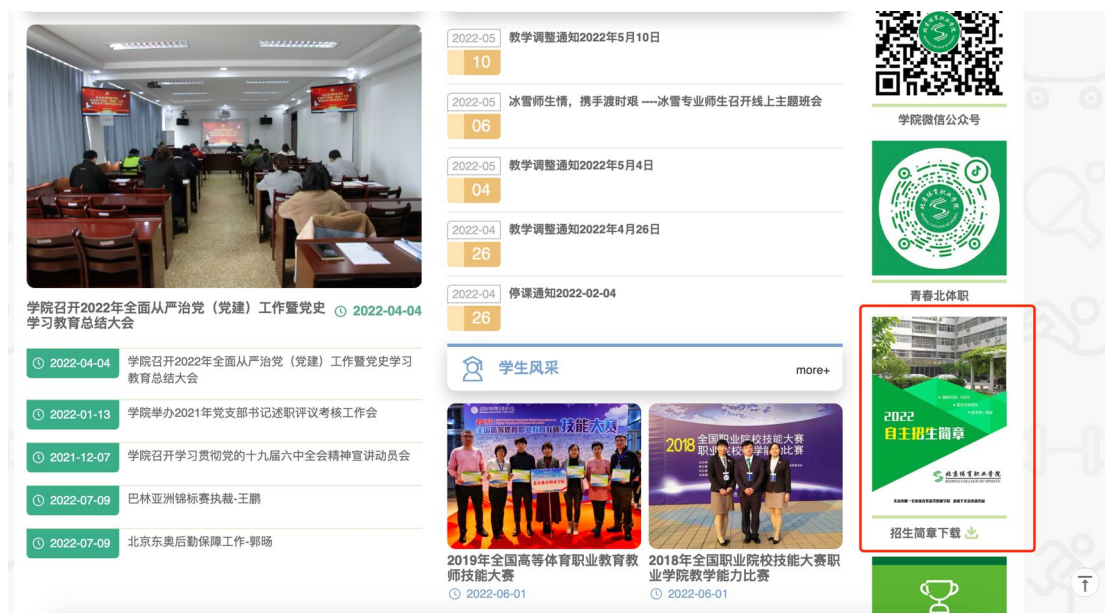 学院召开2022年全面从严治党（党建）工作暨党史
学习教育总结大会
2022-04-04
2022-04-04
学院召开2022年全面从严治党（党建）工作暨党史学习
教育总结大会
2022-01-13
学院举办2021年党支部书记述职评议考核工作会
2021-12-07
学院召开学习贯彻党的十九届六中全会精神宣讲动员会
2022-07-09
巴林亚洲锦标赛执裁-王鹏
2022-07-09
北京东奥后勤保障工作-郭旸
2022-05
10
教学调整通知2022年5月10日
2022-05
06
冰雪师生情，携手渡时艰 ----冰雪专业师生召开线上主题班会
2022-05
04
教学调整通知2022年5月4日
2022-04
26
教学调整通知2022年4月26日
2022-04
26
停课通知2022-02-04
学生风采
more+
全国高等体育职业教育教师技能大赛
2018 全国职业院校技能大赛
2019年全国高等体育职业教育教
师技能大赛
2022-06-01
2018年全国职业院校技能大赛职
业学院教学能力比赛
2022-06-01
学院微信公众号
青春北体职
2022
自主招生简章
北京体育职业学院
BEIJING COLLEGE OF SPORTS
招生简章下载